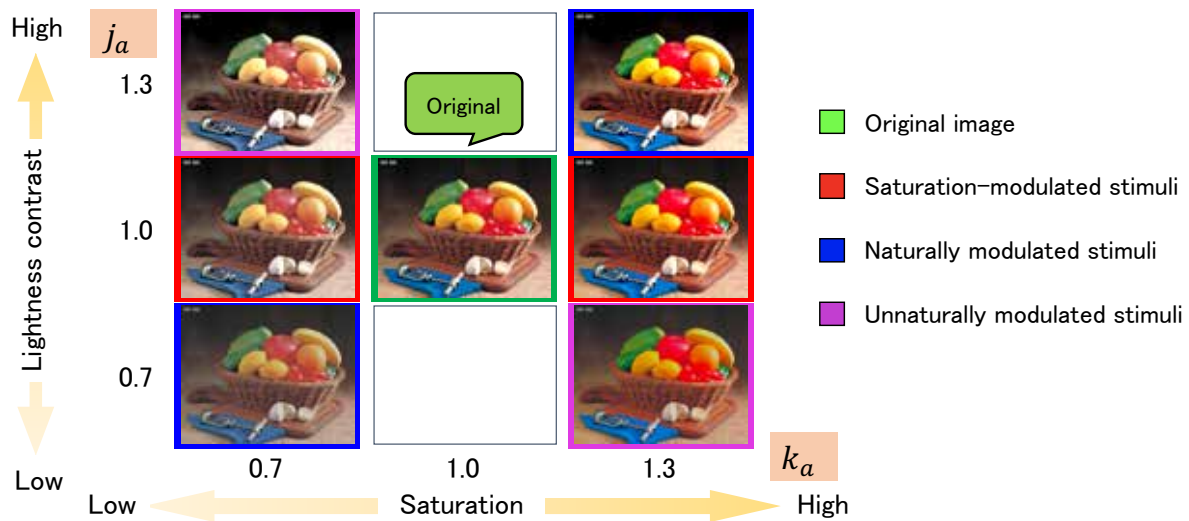 High
j_a
1.3
Original
Original image
Saturation-modulated stimuli
Lightness contrast
1.0
Naturally modulated stimuli
Unnaturally modulated stimuli
0.7
Low
0.7
1.0
1.3
k_a
Low
Saturation
High